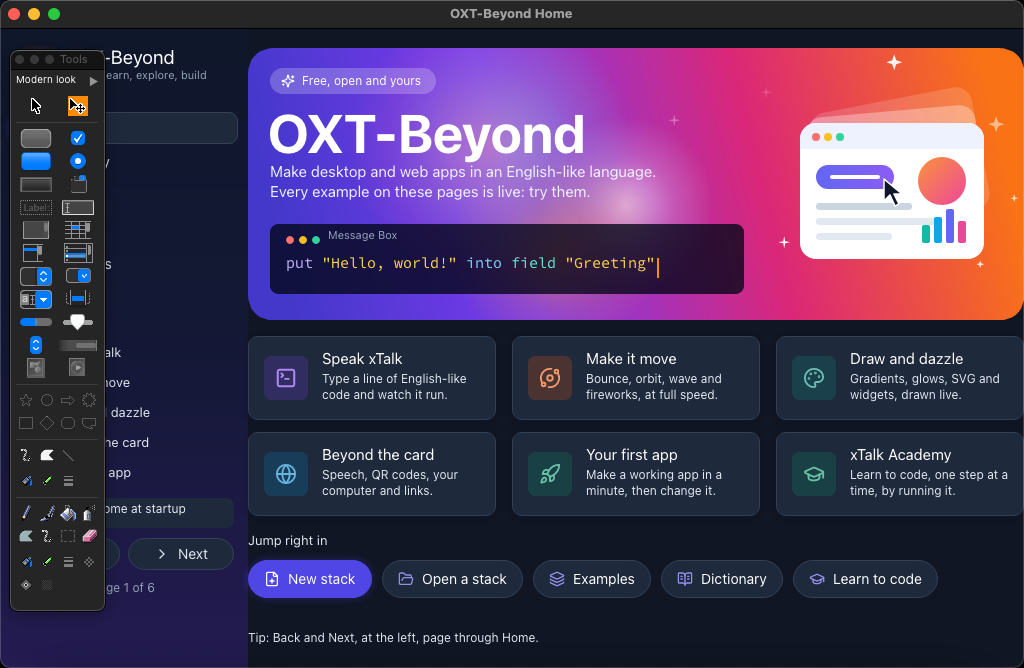 OXT-Beyond Home
Tools
Modern look
Label:
-Beyond
earn, explore, build
alk
nove
dazzle
he card
app
ome at startup
Next
ge 1 of 6
Free, open and yours
OXT-Beyond
Make desktop and web apps in an English-like language.
Every example on these pages is live: try them.
Message Box
put "Hello, world!" into field "Greeting"
Speak xTalk
Type a line of English-like
code and watch it run.
Make it move
Bounce, orbit, wave and
fireworks, at full speed.
Draw and dazzle
Gradients, glows, SVG and
widgets, drawn live.
Beyond the card
Speech, QR codes, your
computer and links.
Your first app
Make a working app in a
minute, then change it.
xTalk Academy
Learn to code, one step at a
time, by running it.
Jump right in
New stack
Open a stack
Examples
Dictionary
Learn to code
Tip: Back and Next, at the left, page through Home.